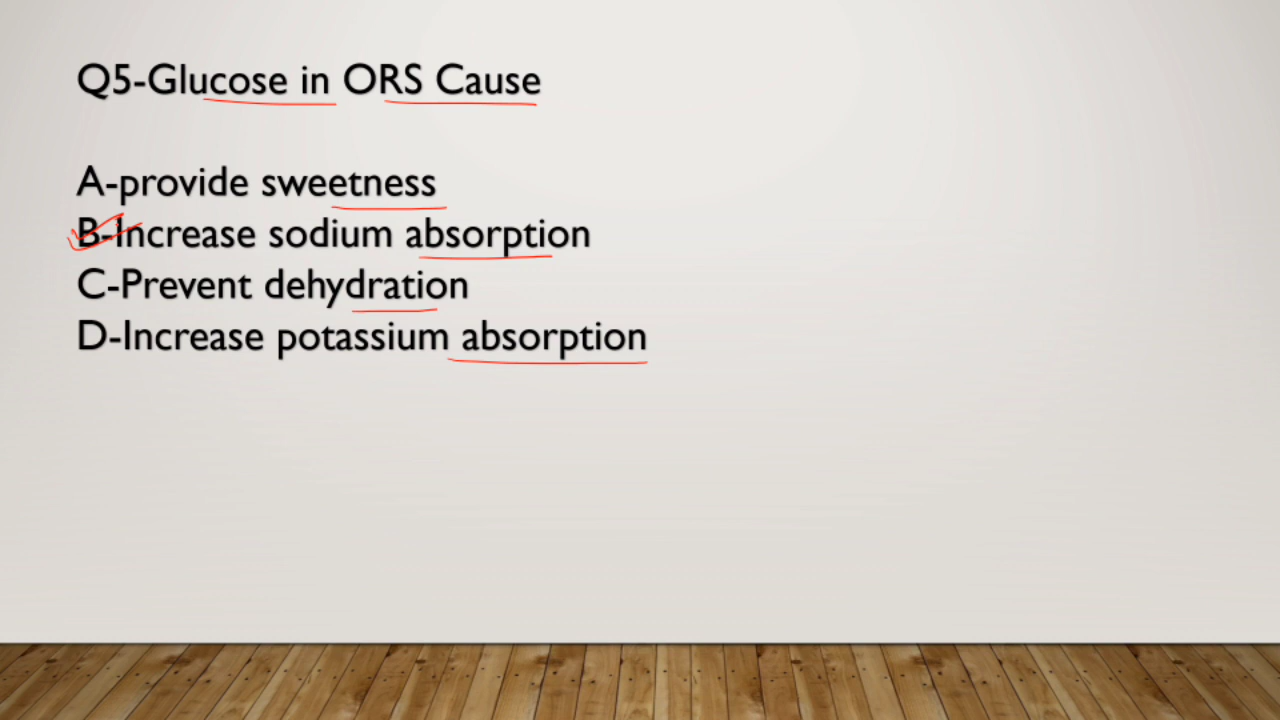 Q5-Glucose in ORS Cause
A-provide sweetness
B-Increase sodium absorption
C-Prevent dehydration
D-Increase potassium absorption